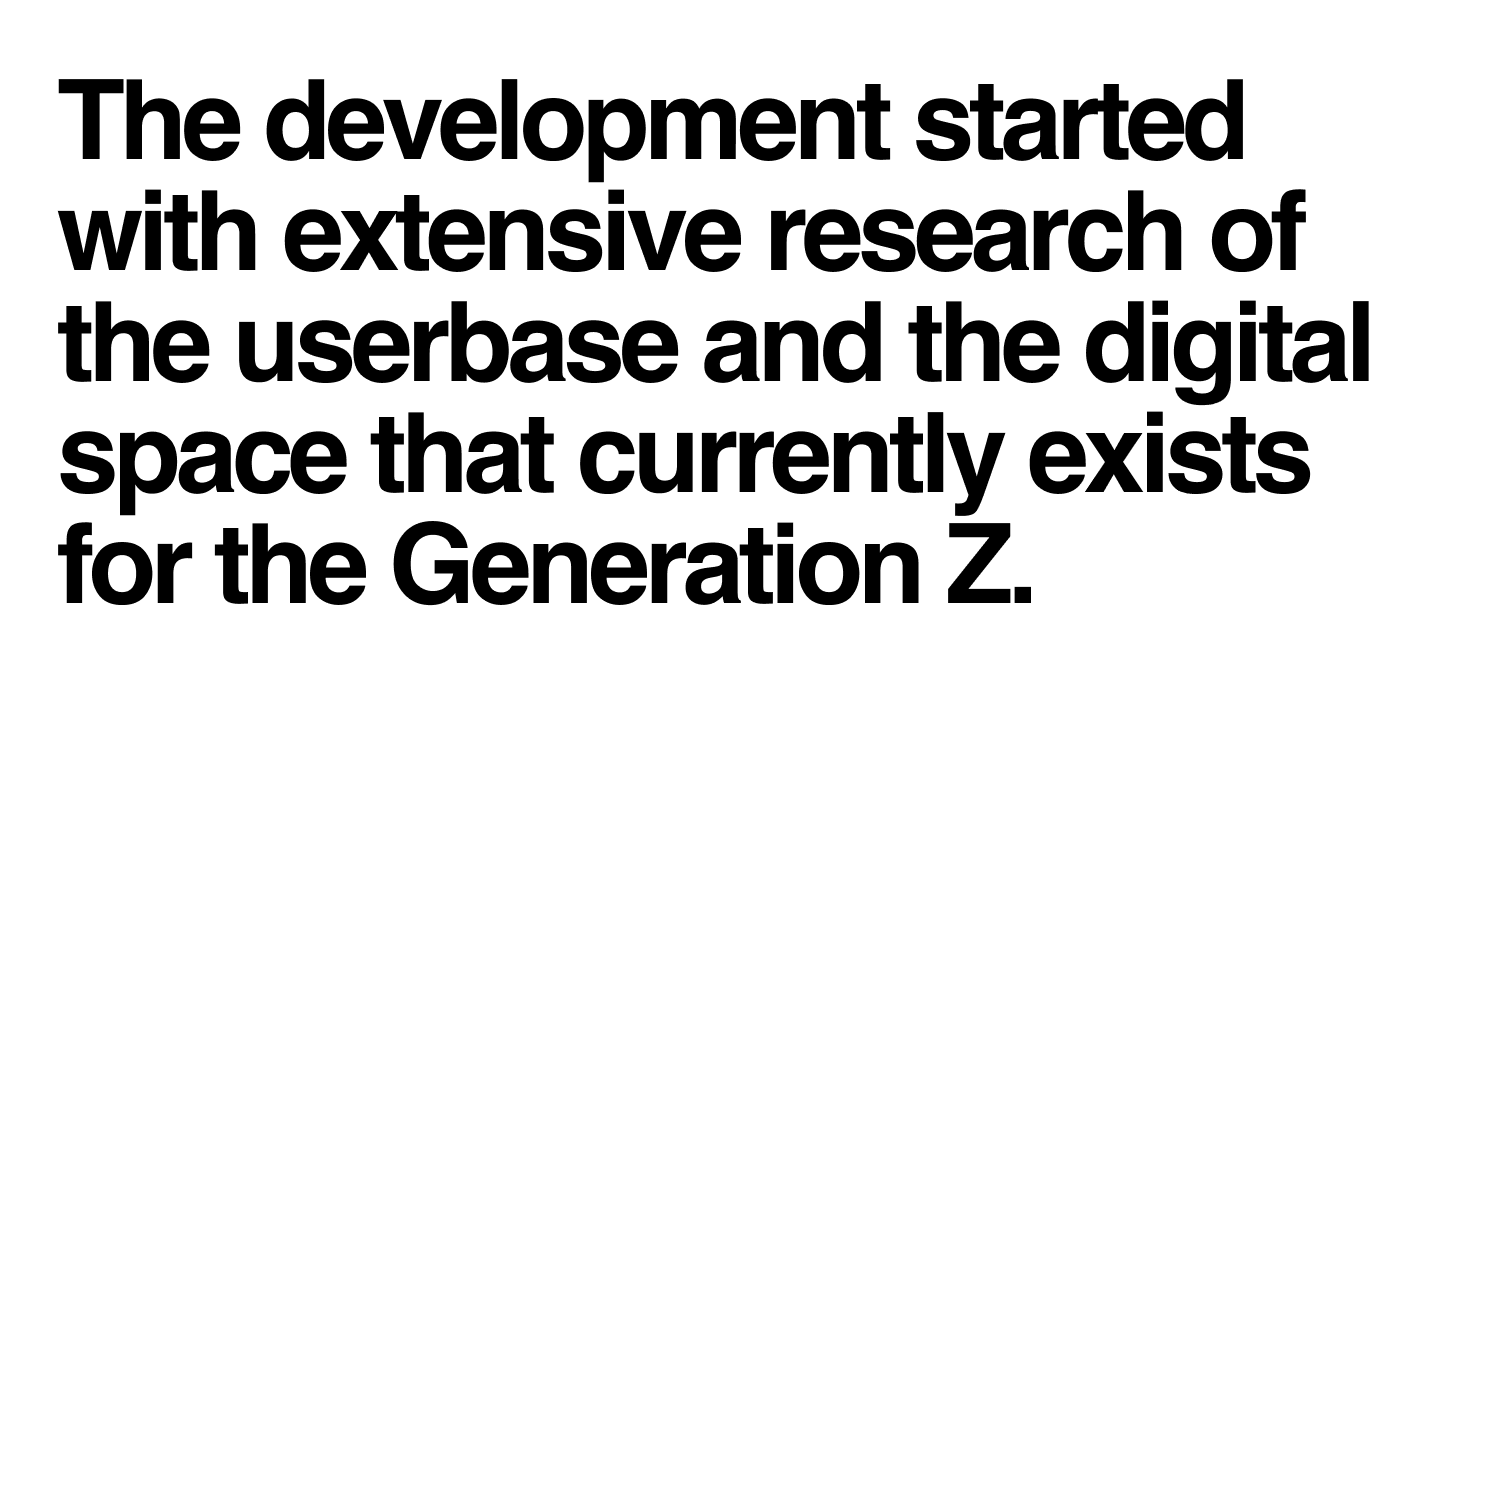 The development started
with extensive research of
the userbase and the digital
space that currently exists
for the Generation Z.